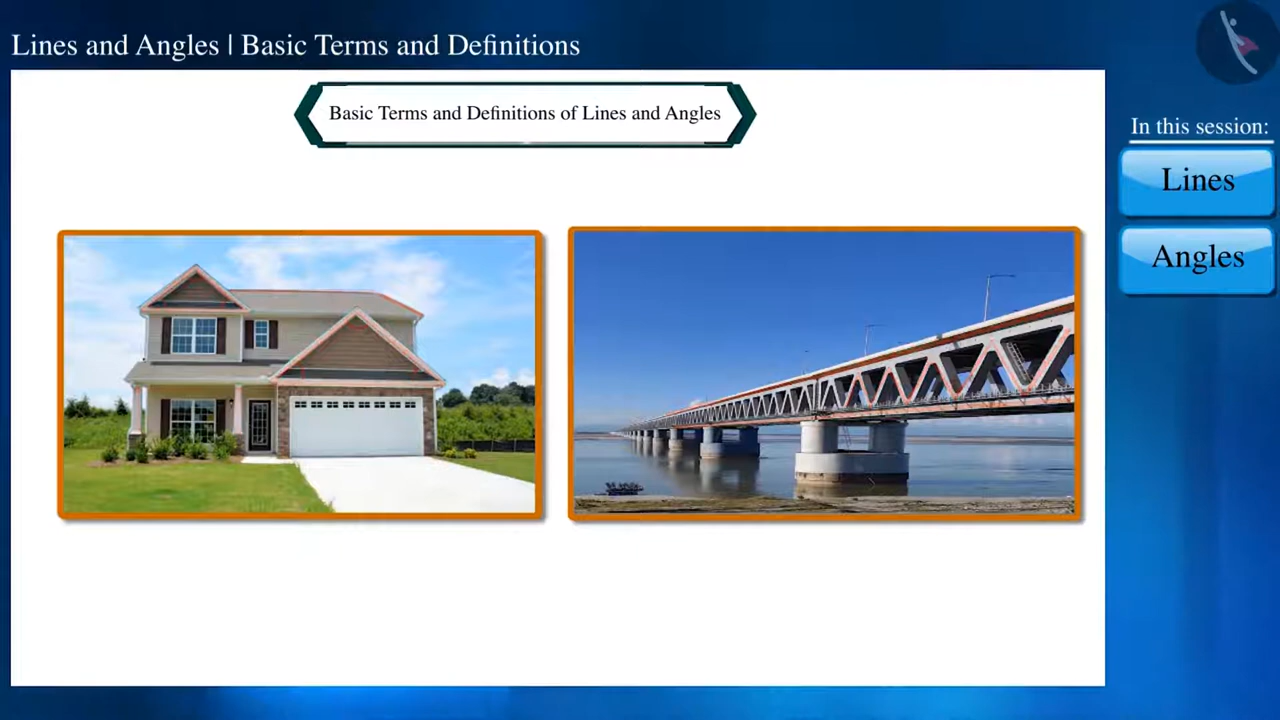 Lines and Angles | Basic Terms and Definitions
Basic Terms and Definitions of Lines and Angles
In this session:
Lines
Angles